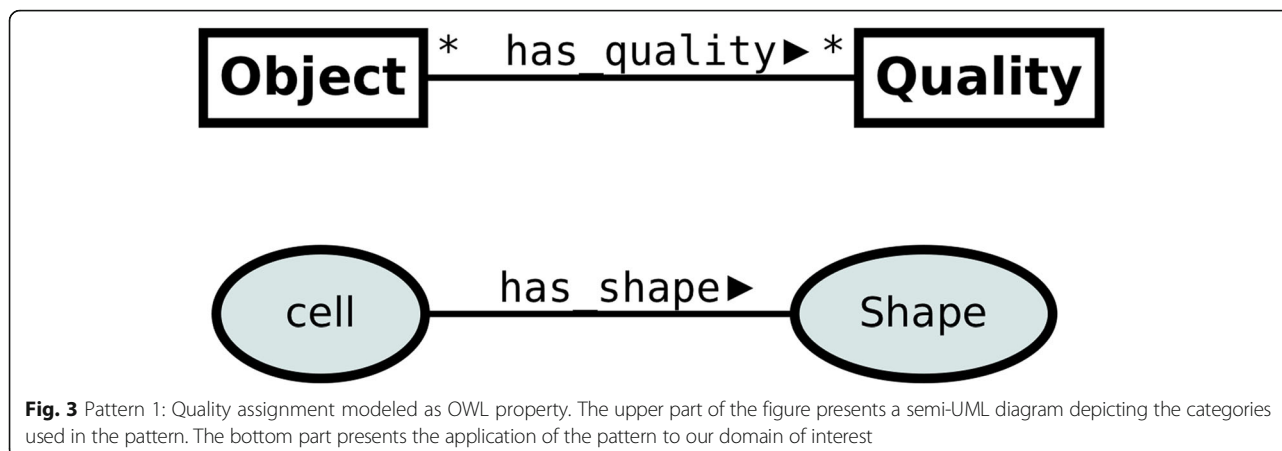 Object * has_quality▶ * Quality
cell has_shape▶ Shape
Fig. 3 Pattern 1: Quality assignment modeled as OWL property. The upper part of the figure presents a semi-UML diagram depicting the categories
used in the pattern. The bottom part presents the application of the pattern to our domain of interest